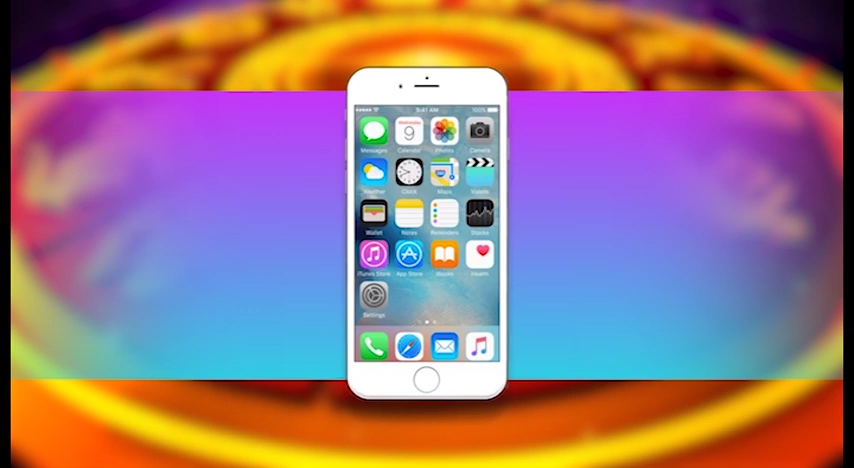 9:41 AM 100%
Wednesday
9
Messages Calendar Photos Camera
Weather Clock Maps Videos
Wallet Notes Reminders Stocks
iTunes Store App Store iBooks Health
Settings